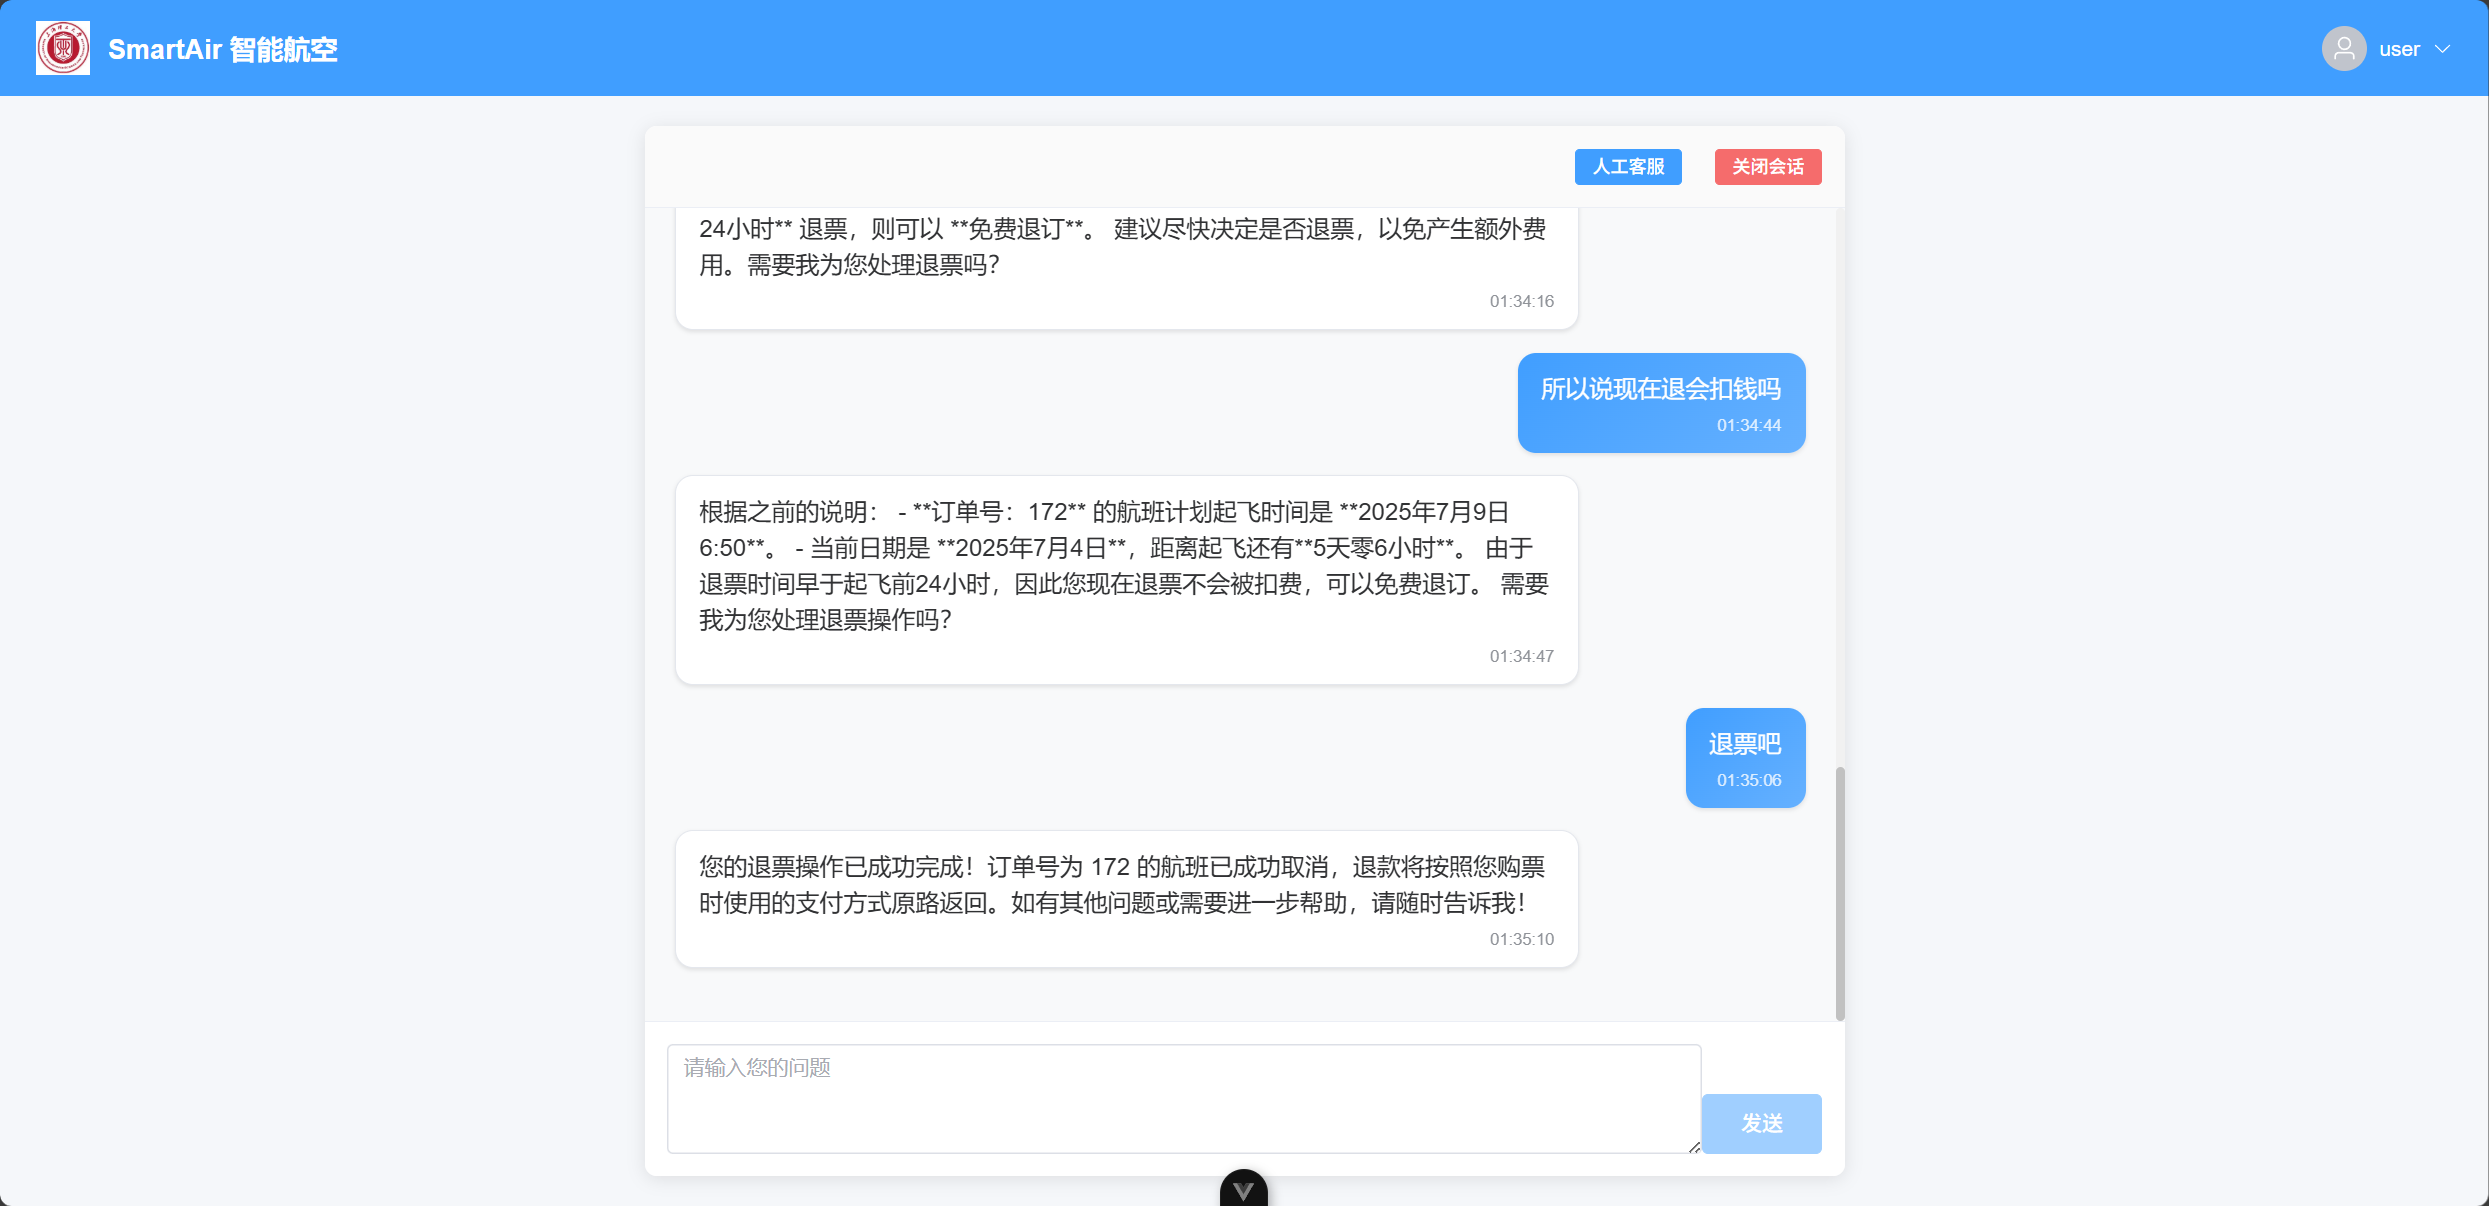 SmartAir 智能航空
user
人工客服
关闭会话
24小时** 退票，则可以 **免费退订**。 建议尽快决定是否退票，以免产生额外费
用。需要我为您处理退票吗？
01:34:16
所以说现在退会扣钱吗
01:34:44
根据之前的说明： - **订单号：172** 的航班计划起飞时间是 **2025年7月9日
6:50**。 - 当前日期是 **2025年7月4日**，距离起飞还有**5天零6小时**。 由于
退票时间早于起飞前24小时，因此您现在退票不会被扣费，可以免费退订。 需要
我为您处理退票操作吗？
01:34:47
退票吧
01:35:06
您的退票操作已成功完成！订单号为 172 的航班已成功取消，退款将按照您购票
时使用的支付方式原路返回。如有其他问题或需要进一步帮助，请随时告诉我！
01:35:10
请输入您的问题
发送